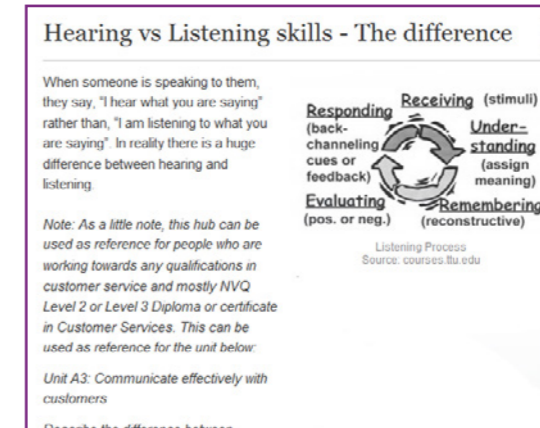 Hearing vs Listening skills - The difference
When someone is speaking to them,
they say, "I hear what you are saying"
rather than, "I am listening to what you
are saying". In reality there is a huge
difference between hearing and
listening.
Note: As a little note, this hub can be
used as reference for people who are
working towards any qualifications in
customer service and mostly NVQ
Level 2 or Level 3 Diploma or certificate
in Customer Services. This can be
used as reference for the unit below:
Unit A3: Communicate effectively with
customers
Describe the difference between
Receiving (stimuli)
Under-
standing
(assign
meaning)
Remembering
(reconstructive)
Evaluating
(pos. or neg.)
Responding
(back-
channeling
cues or
feedback)
Listening Process
Source: courses.ttu.edu